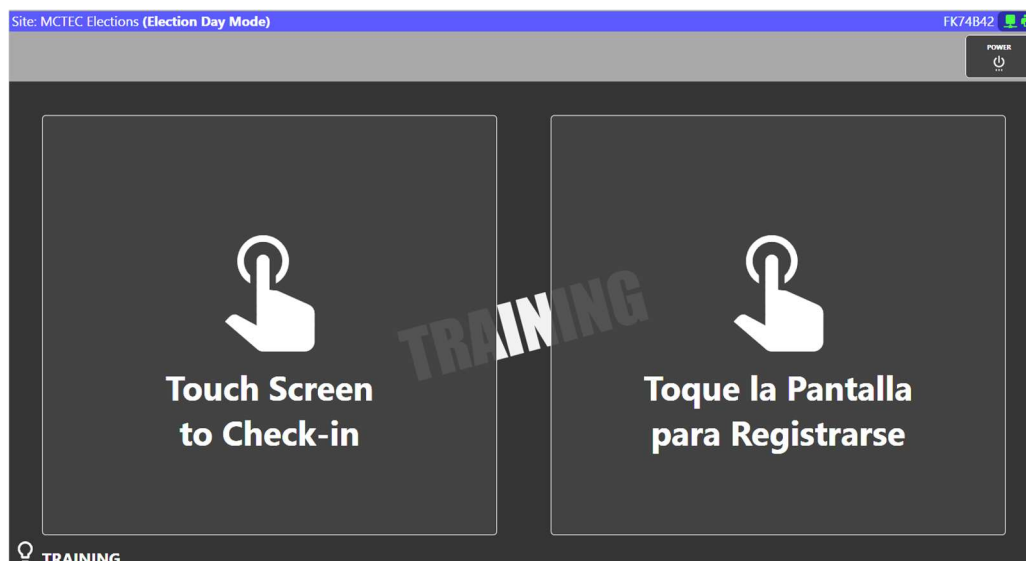 Site: MCTEC Elections (Election Day Mode)
FK74B42
POWER
Touch Screen
to Check-in
TRAINING
Toque la Pantalla
para Registrarse
TRAINING